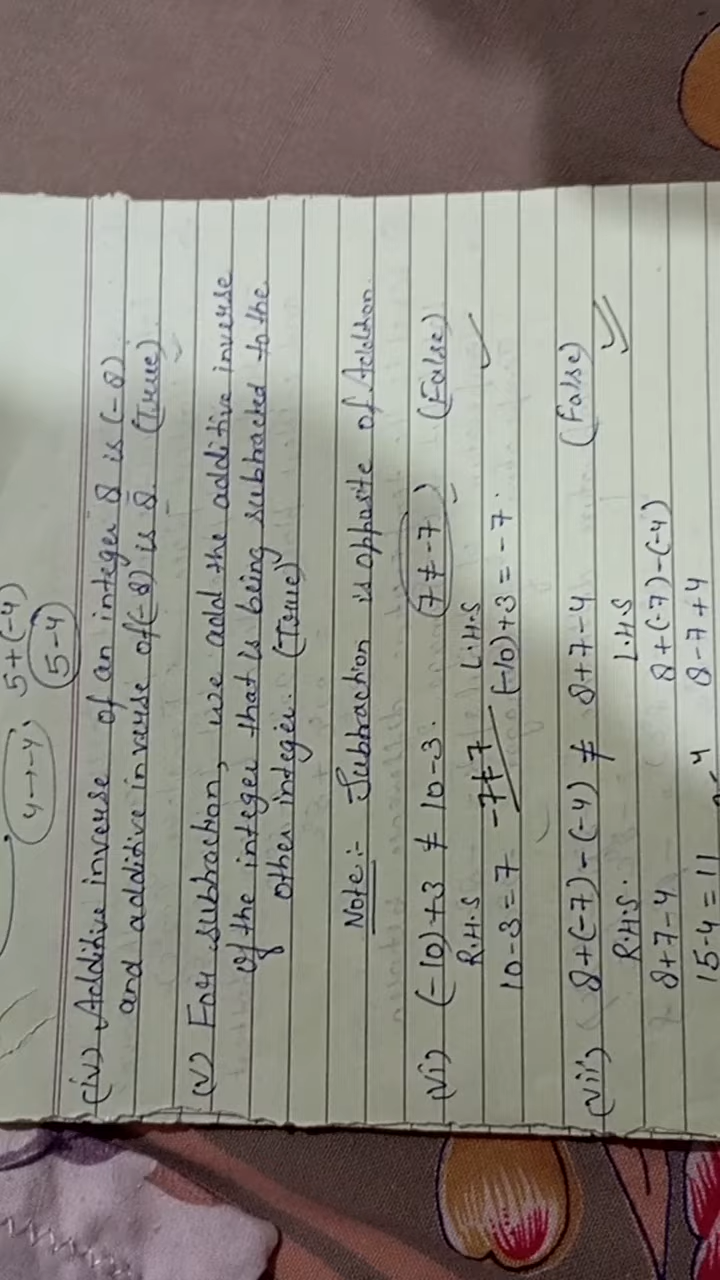 4→-4, 5+(-4)
5-4
(iv) Additive inverse of an integer 8 is (-8)
and additive inverse of (-8) is 8. (True)
(v) For subtraction, we add the additive inverse
of the integer that is being subtracted to the
other integer. (True)
Note:- Subtraction is opposite of Addition.
(vi) (-10)+3 ≠ 10-3. (7≠-7) (False)
R.H.S L.H.S
10-3=7 -7≠7 (-10)+3=-7.
(vii) 8+(-7)-(-4) ≠ 8+7-4 (False)
R.H.S. L.H.S
8+7-4 8+(-7)-(-4)
15-4=11 8-7+4